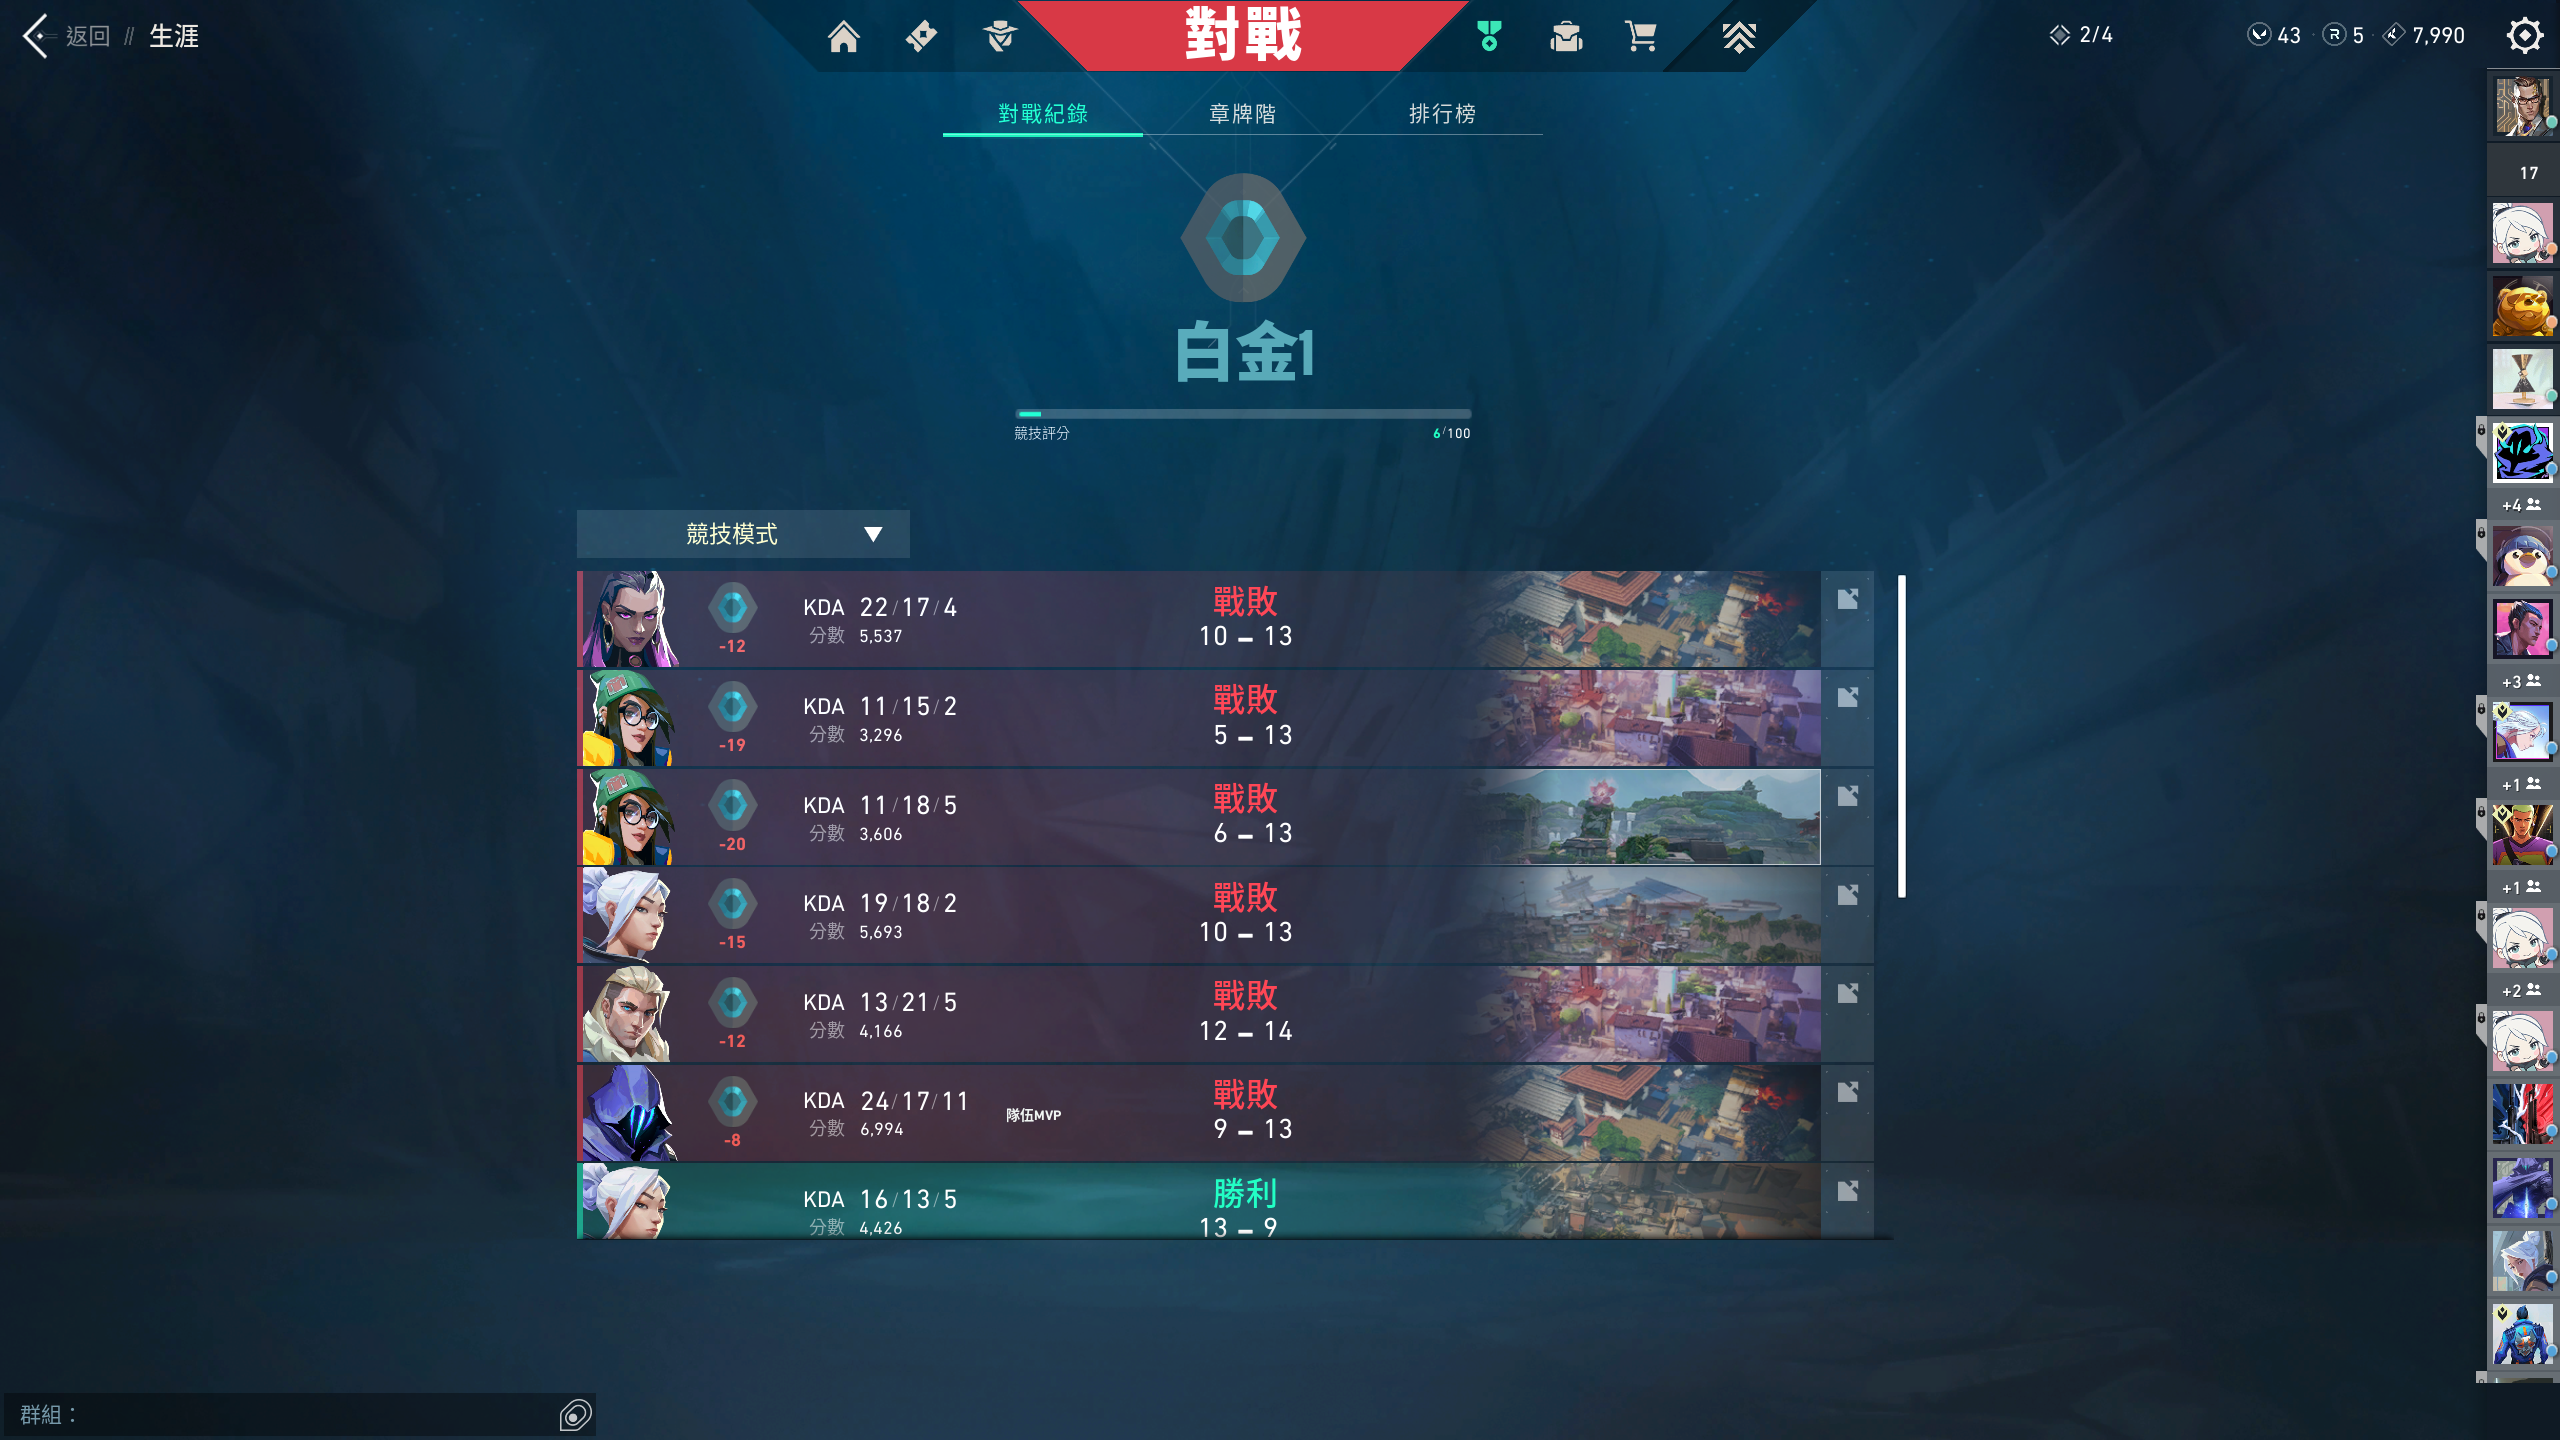 返回 // 生涯
對戰
2/4
43
5
7,990
對戰紀錄
章牌階
排行榜
白金1
競技評分
6/100
競技模式
KDA 22/17/4
分數 5,537
-12
戰敗
10 – 13
KDA 11/15/2
分數 3,296
-19
戰敗
5 – 13
KDA 11/18/5
分數 3,606
-20
戰敗
6 – 13
KDA 19/18/2
分數 5,693
-15
戰敗
10 – 13
KDA 13/21/5
分數 4,166
-12
戰敗
12 – 14
KDA 24/17/11
分數 6,994
-8
隊伍MVP
戰敗
9 – 13
KDA 16/13/5
分數 4,426
勝利
13 – 9
17
+4
+3
+1
+1
+2
群組：